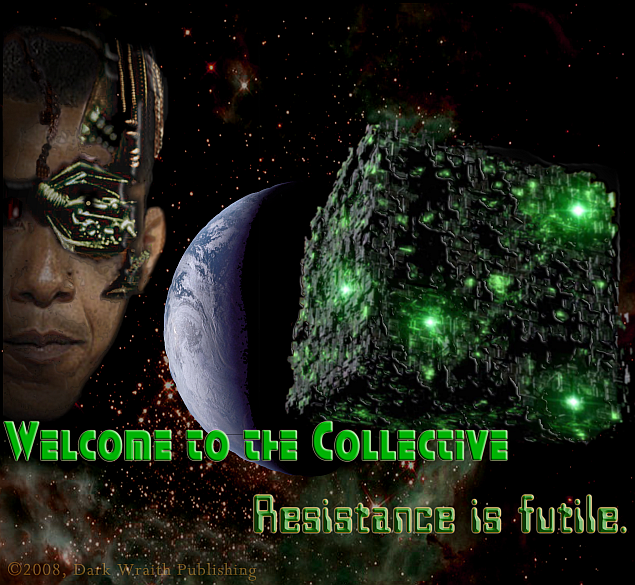 Welcome to the Collective
Resistance is futile.
©2008, Dark Wraith Publishing